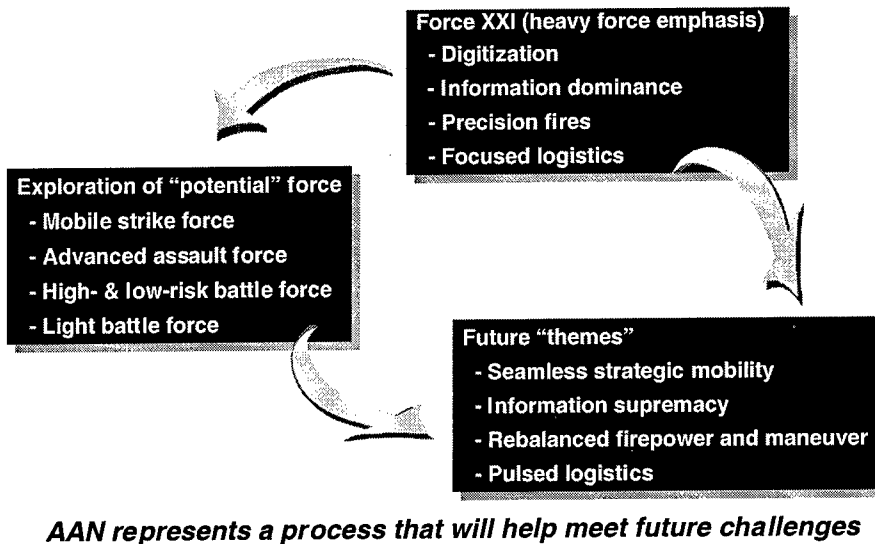 Force XXI (heavy force emphasis)
- Digitization
- Information dominance
- Precision fires
- Focused logistics
Exploration of “potential” force
- Mobile strike force
- Advanced assault force
- High- & low-risk battle force
- Light battle force
Future “themes”
- Seamless strategic mobility
- Information supremacy
- Rebalanced firepower and maneuver
- Pulsed logistics
AAN represents a process that will help meet future challenges